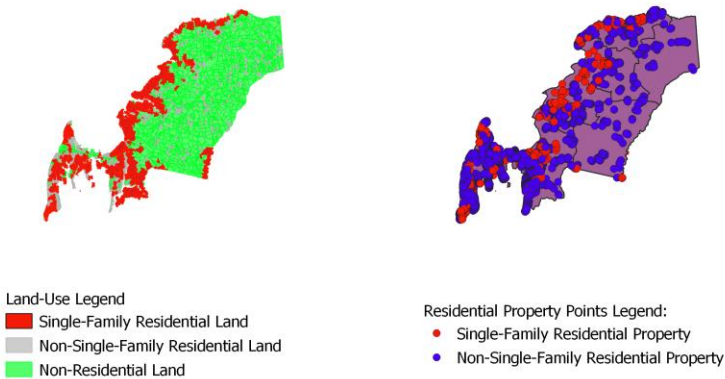 Land-Use Legend
Single-Family Residential Land
Non-Single-Family Residential Land
Non-Residential Land
Residential Property Points Legend:
Single-Family Residential Property
Non-Single-Family Residential Property